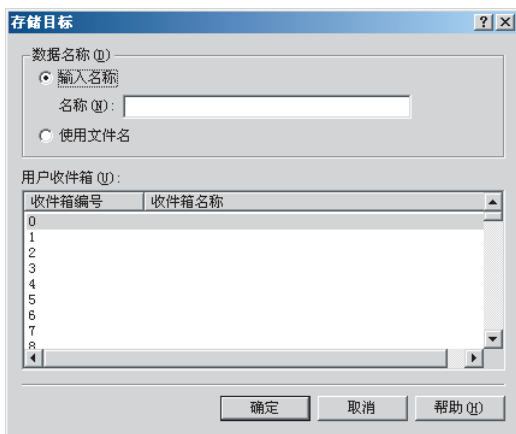 存储目标
数据名称(D)
输入名称
名称(N):
使用文件名
用户收件箱(U):
收件箱编号 收件箱名称
0
1
2
3
4
5
6
7
8
确定 取消 帮助(H)